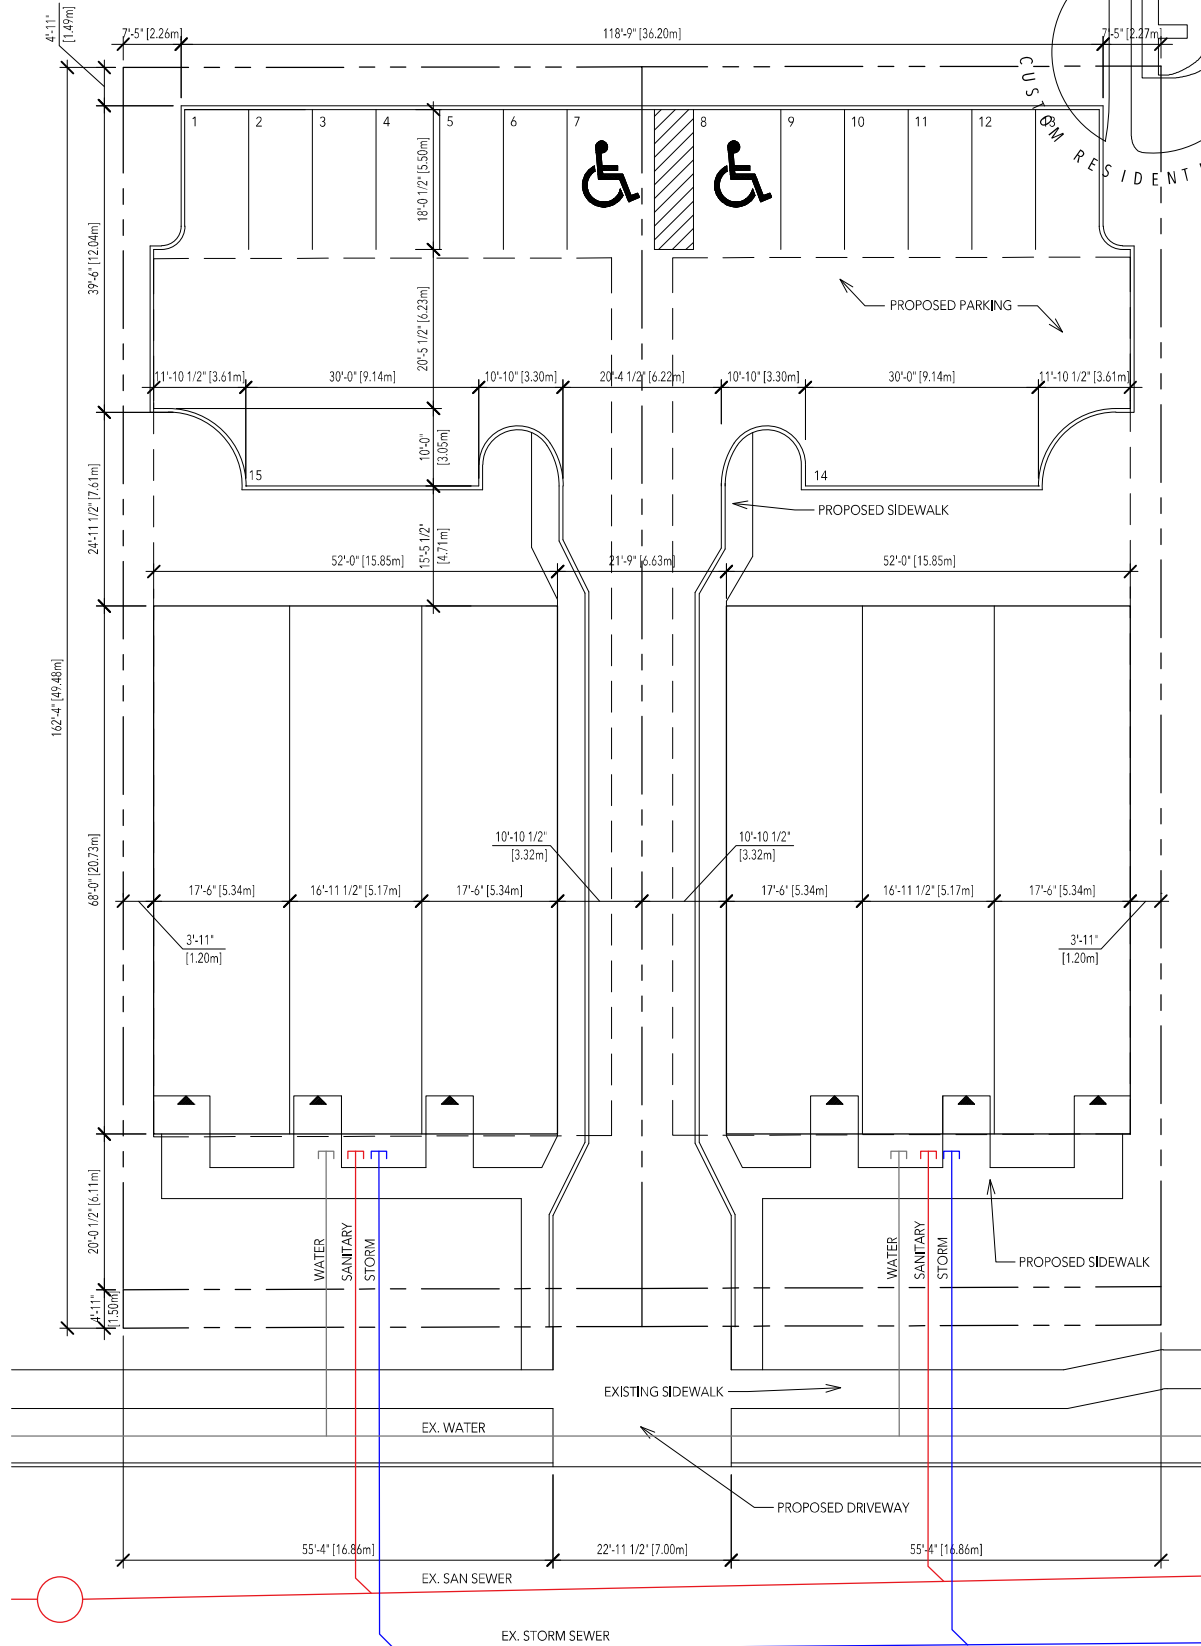 4'-11"
[1.49m]
7'-5" [2.26m]
118'-9" [36.20m]
7'-5" [2.27m]
CUSTOM RESIDENT
1
2
3
4
5
6
7
8
9
10
11
12
13
18'-0 1/2" [5.50m]
39'-6" [12.04m]
20'-5 1/2" [6.23m]
PROPOSED PARKING
11'-10 1/2" [3.61m]
30'-0" [9.14m]
10'-10" [3.30m]
20'-4 1/2" [6.22m]
10'-10" [3.30m]
30'-0" [9.14m]
11'-10 1/2" [3.61m]
10'-0"
[3.05m]
15
14
24'-11 1/2" [7.61m]
PROPOSED SIDEWALK
15'-5 1/2"
[4.71m]
52'-0" [15.85m]
21'-9" [6.63m]
52'-0" [15.85m]
162'-4" [49.48m]
68'-0" [20.73m]
10'-10 1/2"
[3.32m]
10'-10 1/2"
[3.32m]
17'-6" [5.34m]
16'-11 1/2" [5.17m]
17'-6" [5.34m]
17'-6" [5.34m]
16'-11 1/2" [5.17m]
17'-6" [5.34m]
3'-11"
[1.20m]
3'-11"
[1.20m]
20'-0 1/2" [6.11m]
WATER
SANITARY
STORM
WATER
SANITARY
STORM
PROPOSED SIDEWALK
4'-11"
[1.50m]
EXISTING SIDEWALK
EX. WATER
PROPOSED DRIVEWAY
55'-4" [16.86m]
22'-11 1/2" [7.00m]
55'-4" [16.86m]
EX. SAN SEWER
EX. STORM SEWER